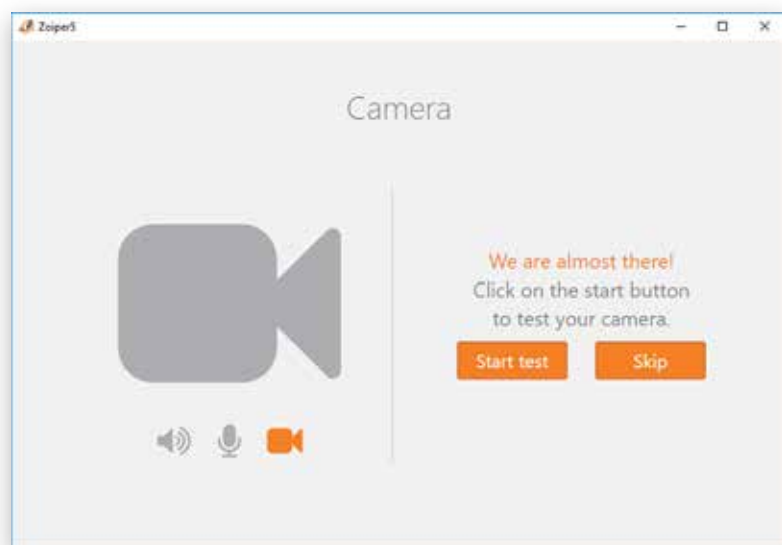 Zoiper5
Camera
We are almost there!
Click on the start button
to test your camera.
Start test
Skip